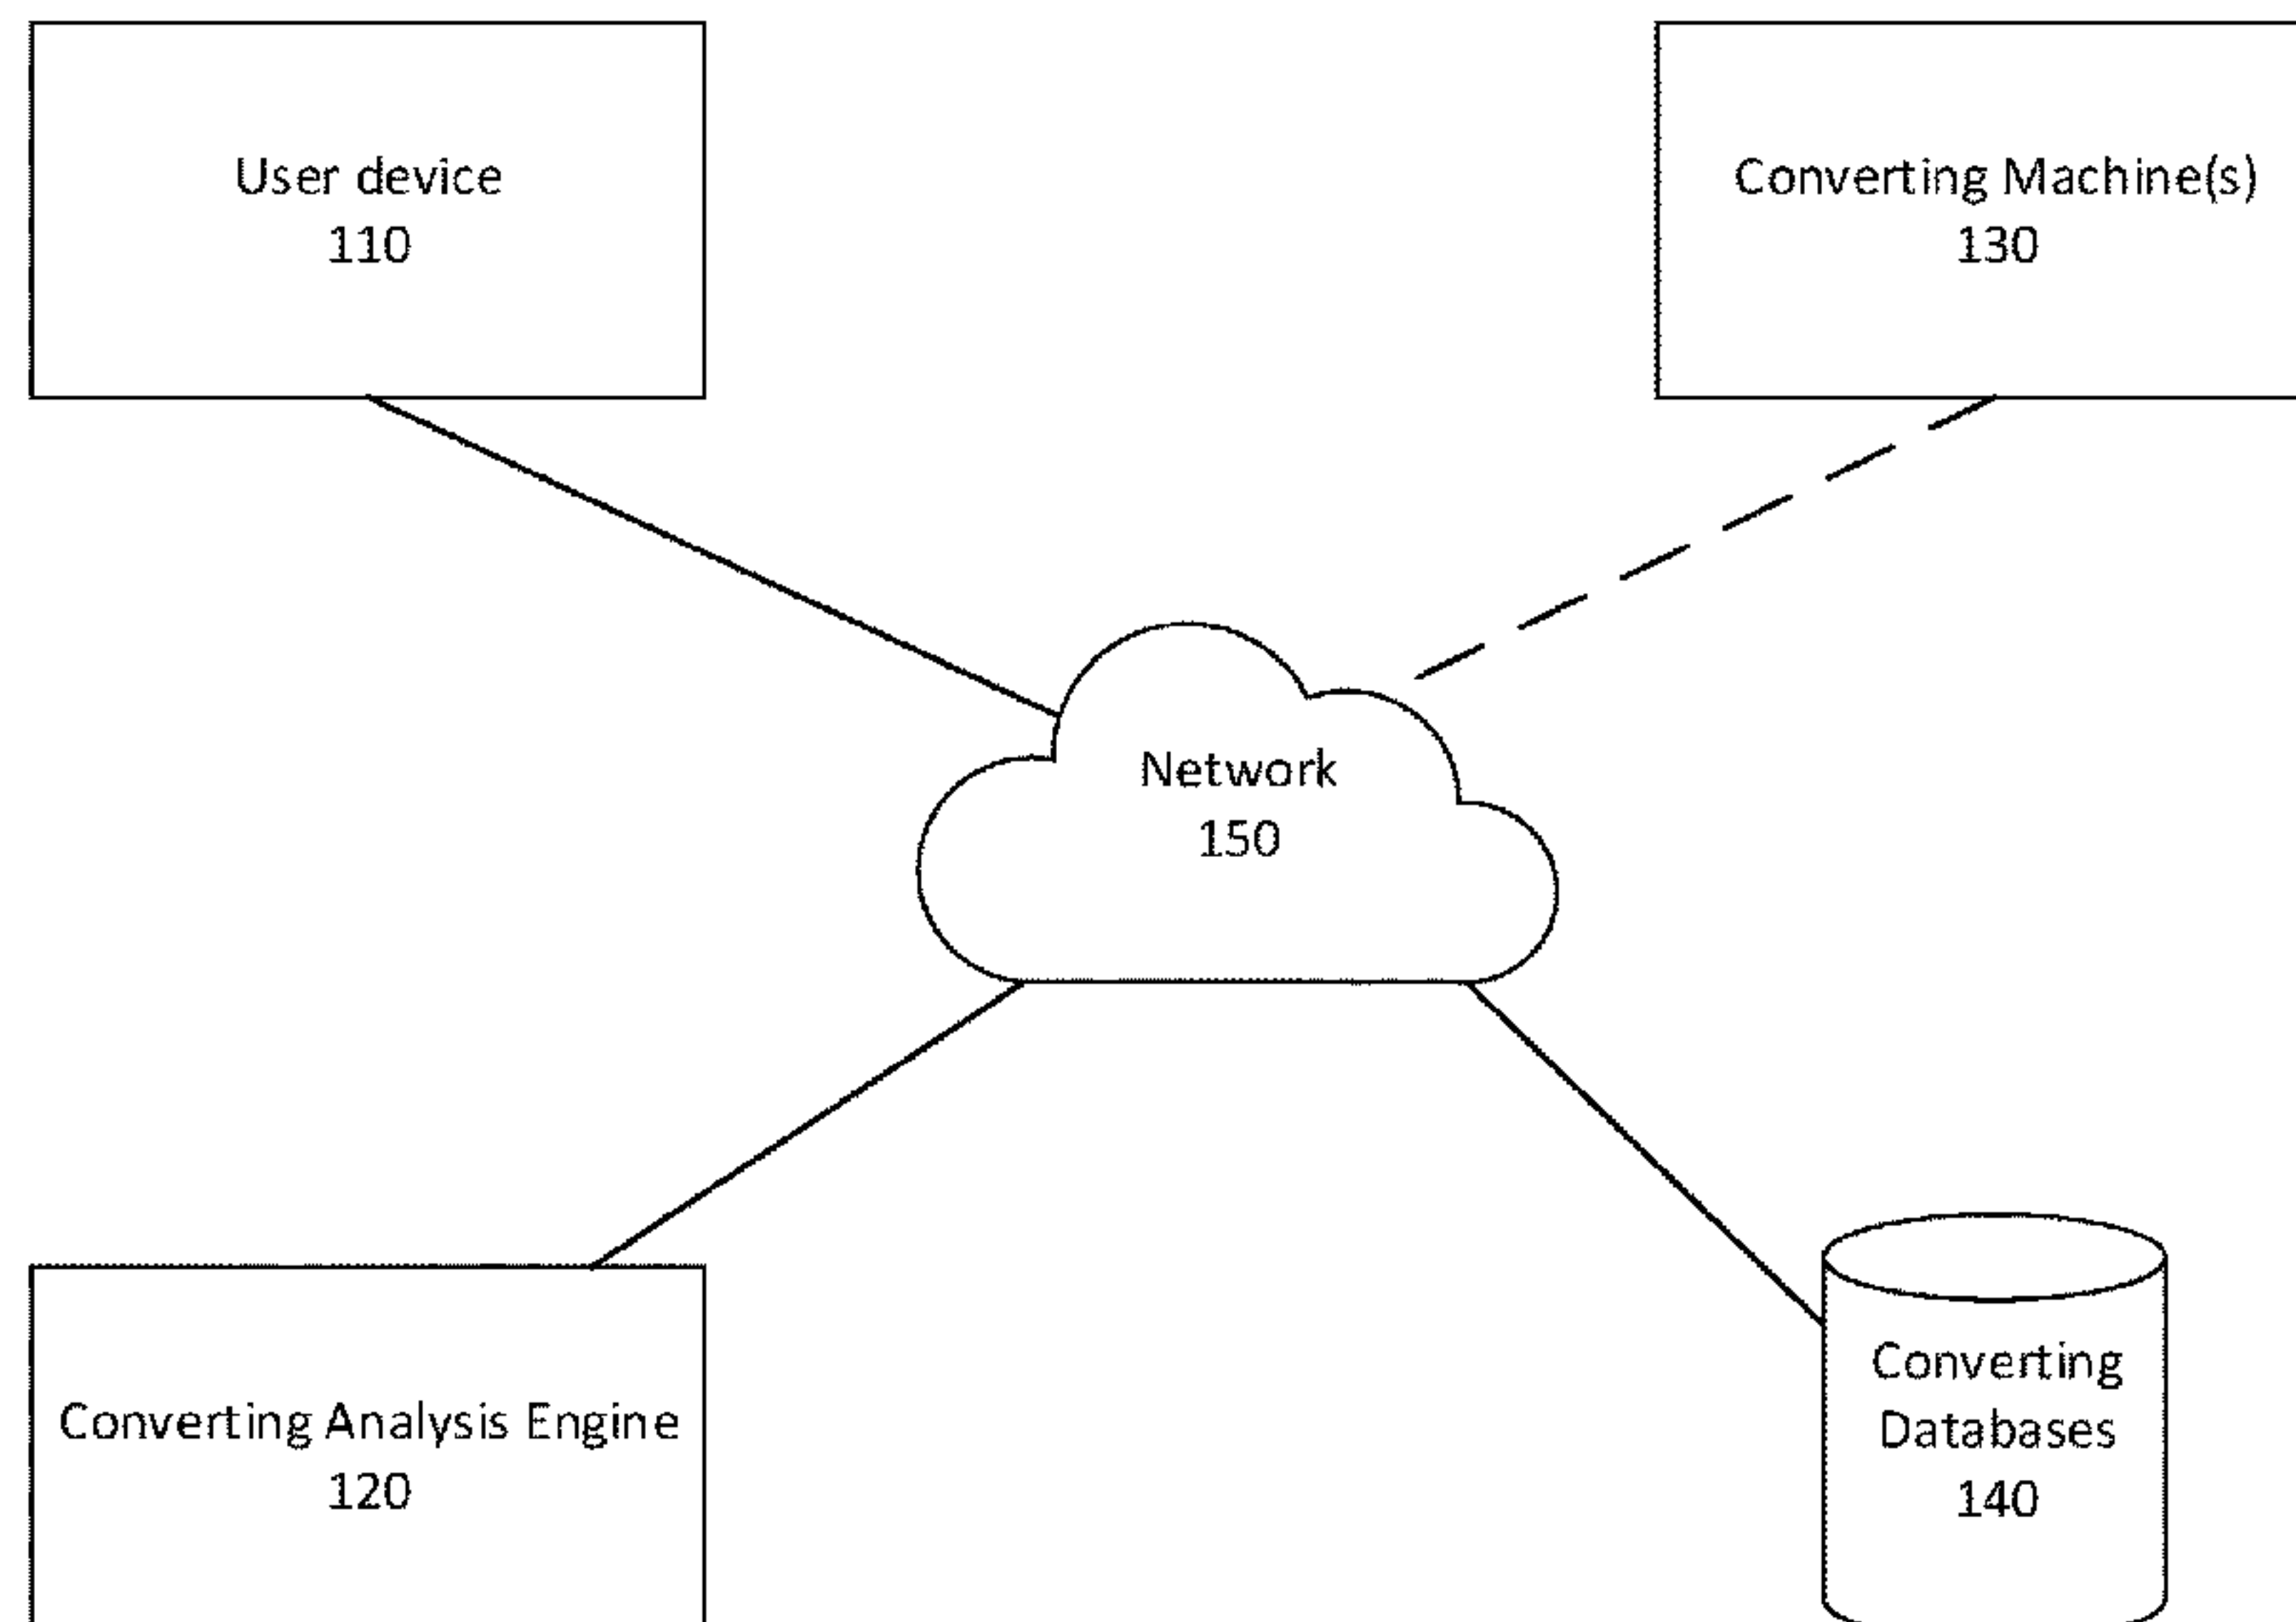 User device
110
Converting Machine(s)
130
Network
150
Converting Analysis Engine
120
Converting
Databases
140